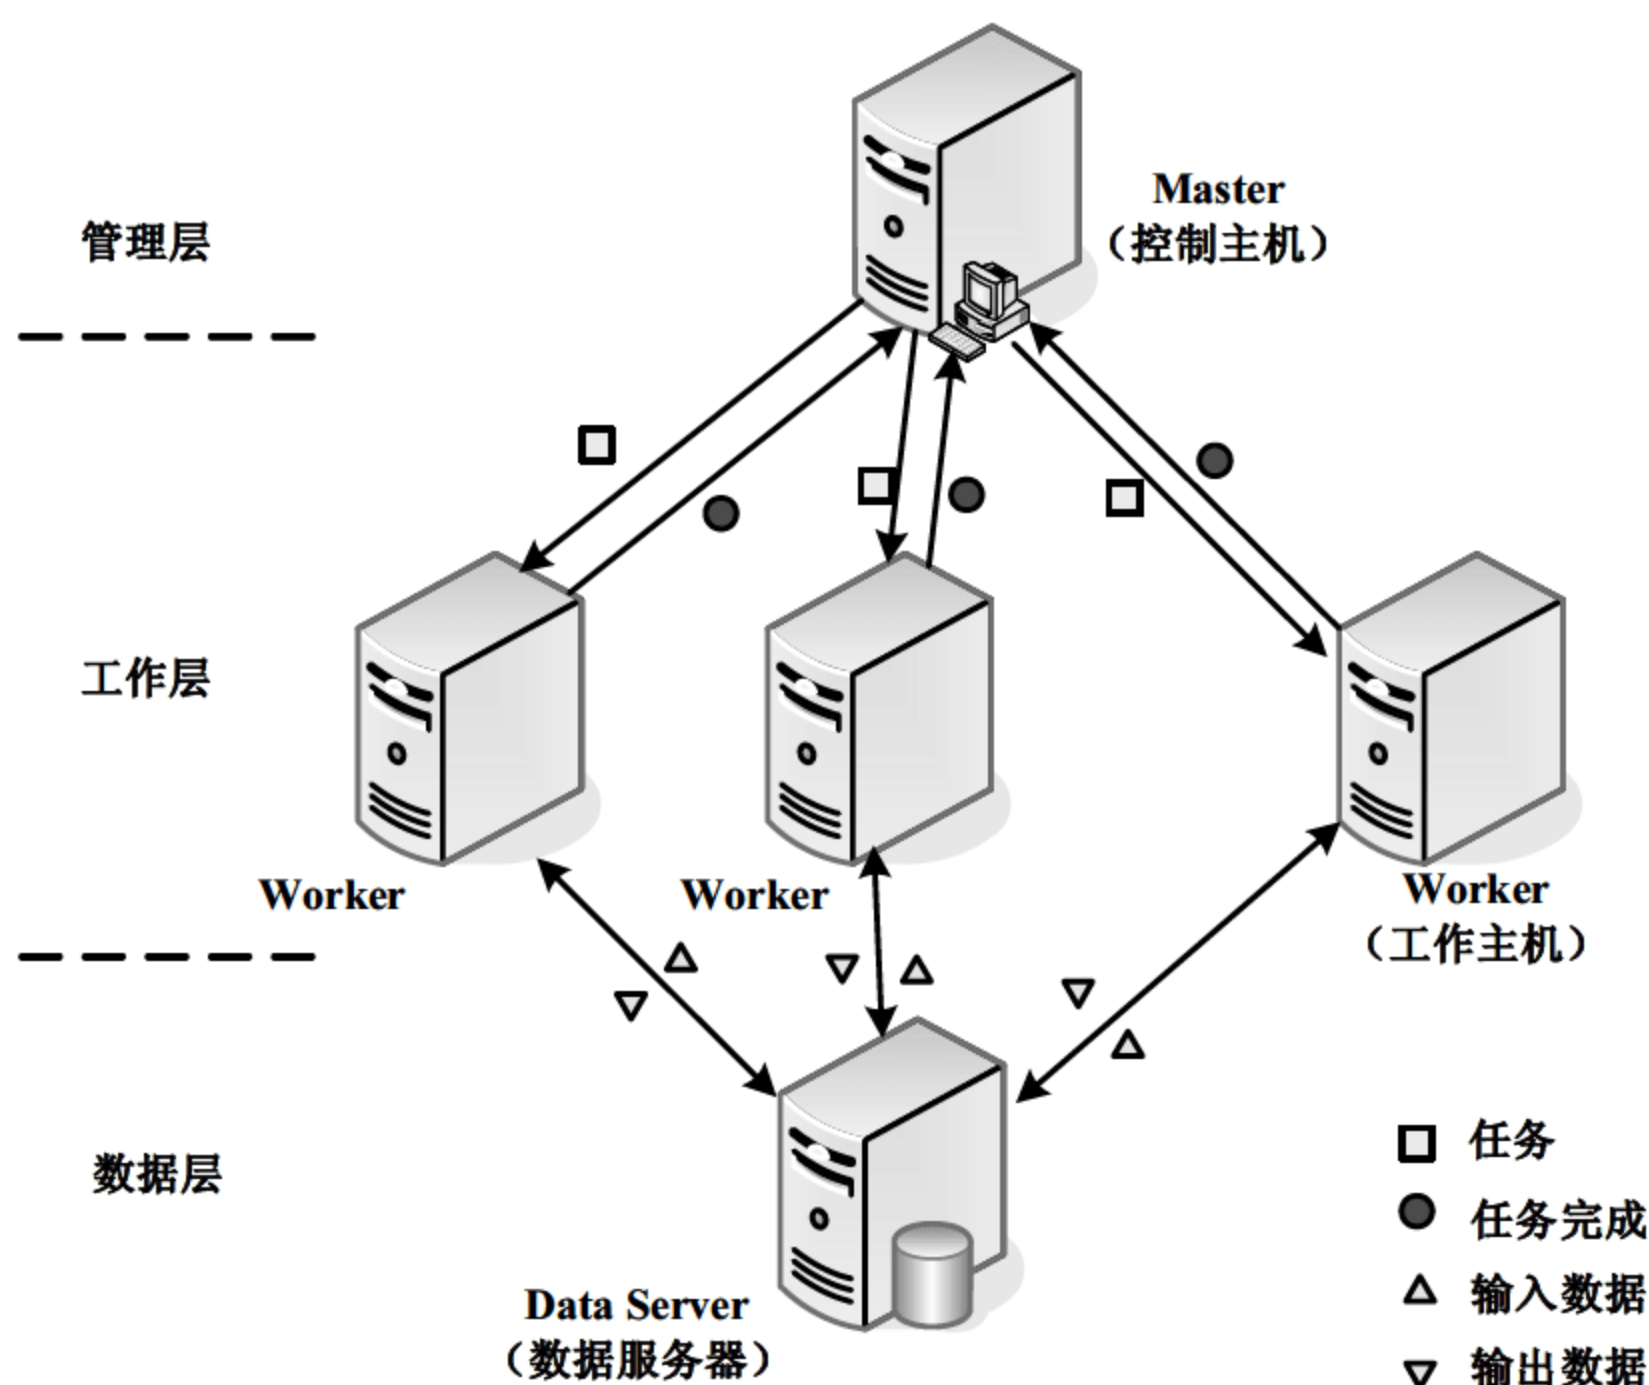 Master
（控制主机）
管理层
工作层
Worker
Worker
Worker
（工作主机）
数据层
Data Server
（数据服务器）
任务
任务完成
输入数据
输出数据